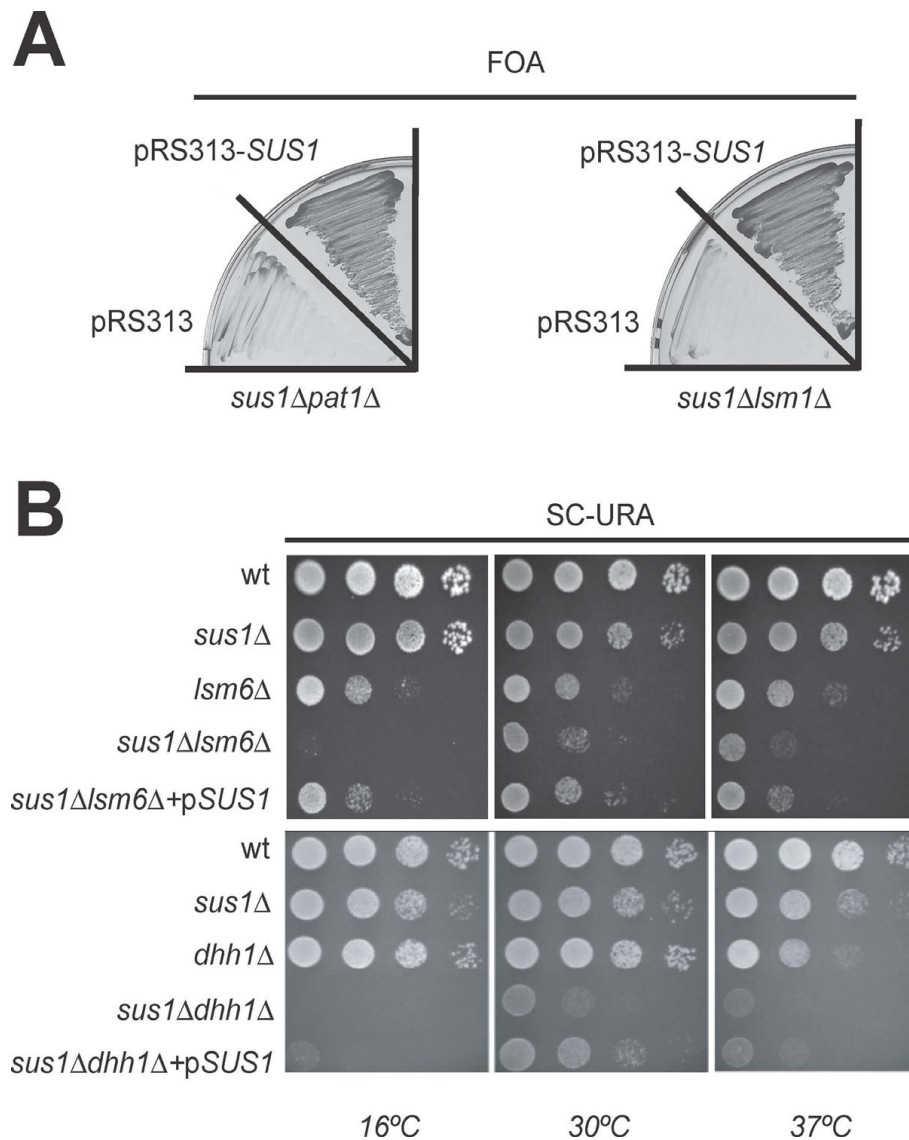 A
FOA
pRS313-SUS1
pRS313
sus1Δpat1Δ
pRS313-SUS1
pRS313
sus1Δlsm1Δ
B
SC-URA
wt
sus1Δ
lsm6Δ
sus1Δlsm6Δ
sus1Δlsm6Δ+pSUS1
wt
sus1Δ
dhh1Δ
sus1Δdhh1Δ
sus1Δdhh1Δ+pSUS1
16ºC 30ºC 37ºC